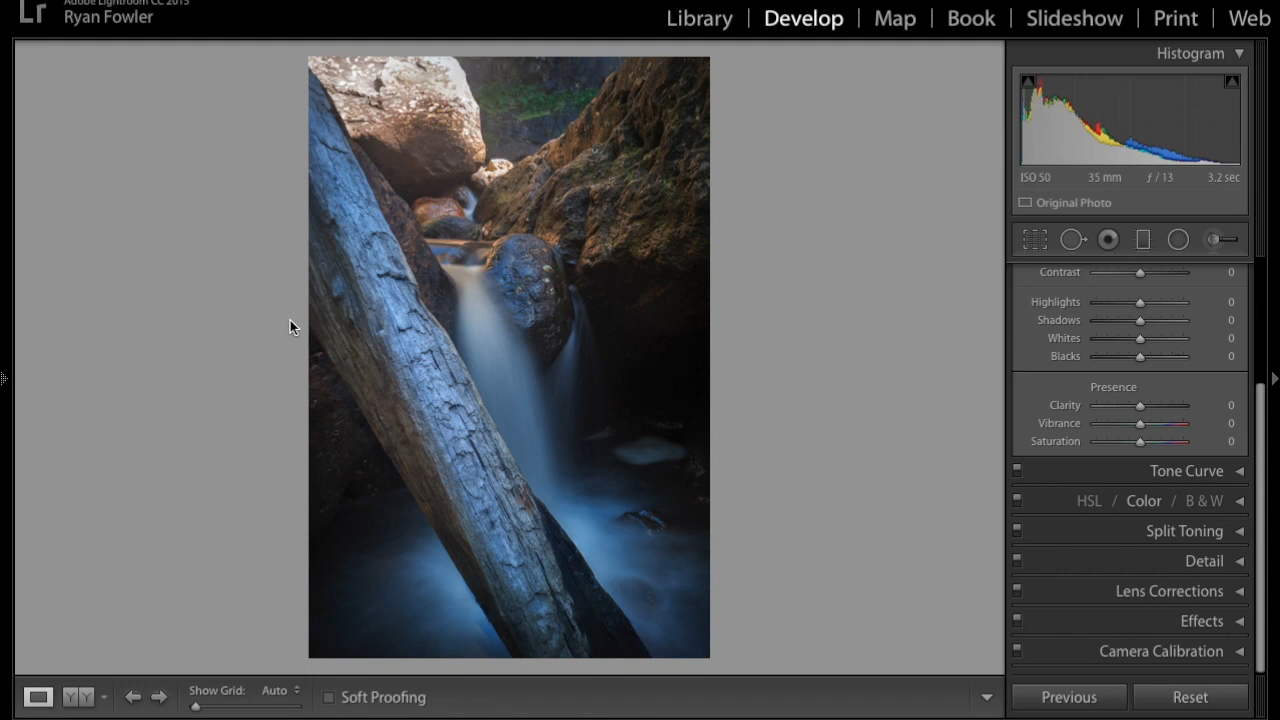 Lr
Adobe Lightroom CC 2015
Ryan Fowler
Library | Develop | Map | Book | Slideshow | Print | Web
Histogram
ISO 50 35 mm ƒ / 13 3.2 sec
Original Photo
Contrast 0
Highlights 0
Shadows 0
Whites 0
Blacks 0
Presence
Clarity 0
Vibrance 0
Saturation 0
Tone Curve
HSL / Color / B & W
Split Toning
Detail
Lens Corrections
Effects
Camera Calibration
Y Y Show Grid: Auto Soft Proofing
Previous Reset